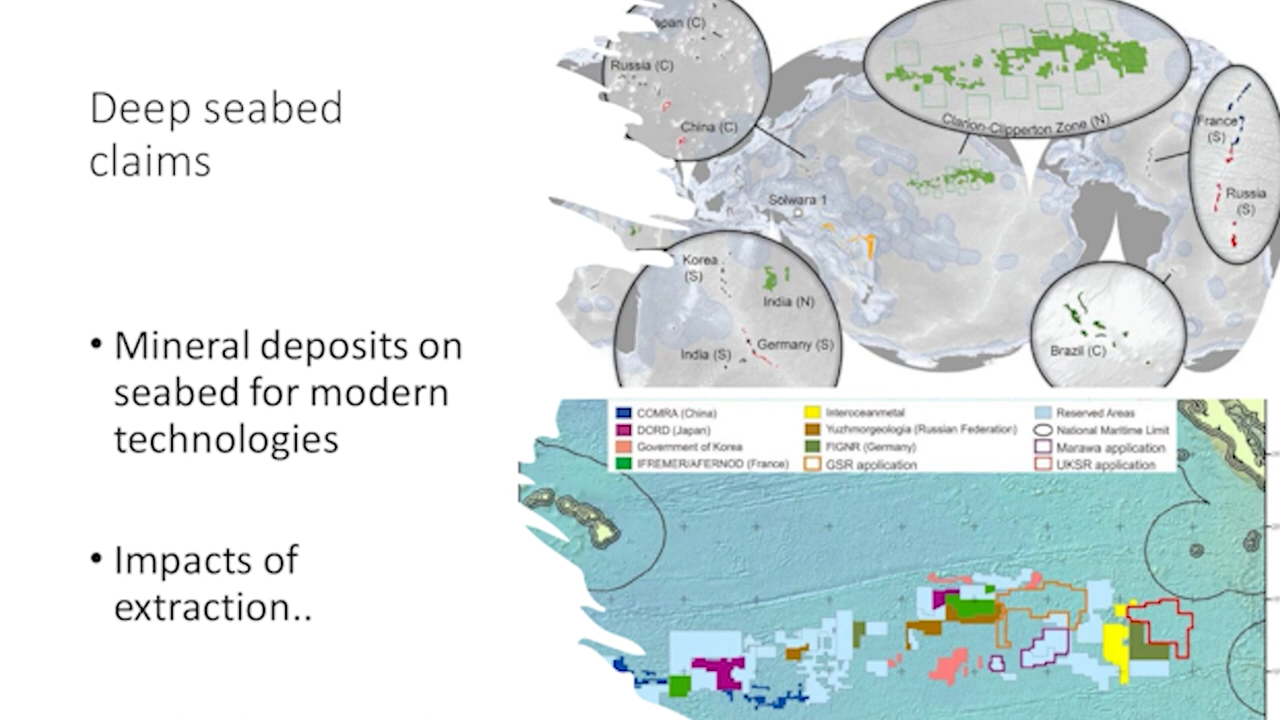 Deep seabed
claims
• Mineral deposits on
seabed for modern
technologies
• Impacts of
extraction..
Russia (C)
China (C)
Clarion-Clipperton Zone (N)
France
(S)
Russia
(S)
Solwara 1
Korea
(S)
India (N)
India (S)
Germany (S)
Brazil (C)
COMRA (China)
DORD (Japan)
Government of Korea
IFREMER/AFERNOD (France)
Interoceanmetal
Yuzhmorgeologia (Russian Federation)
FIGNR (Germany)
GSR application
Reserved Areas
National Maritime Limit
Marawa application
UKSR application